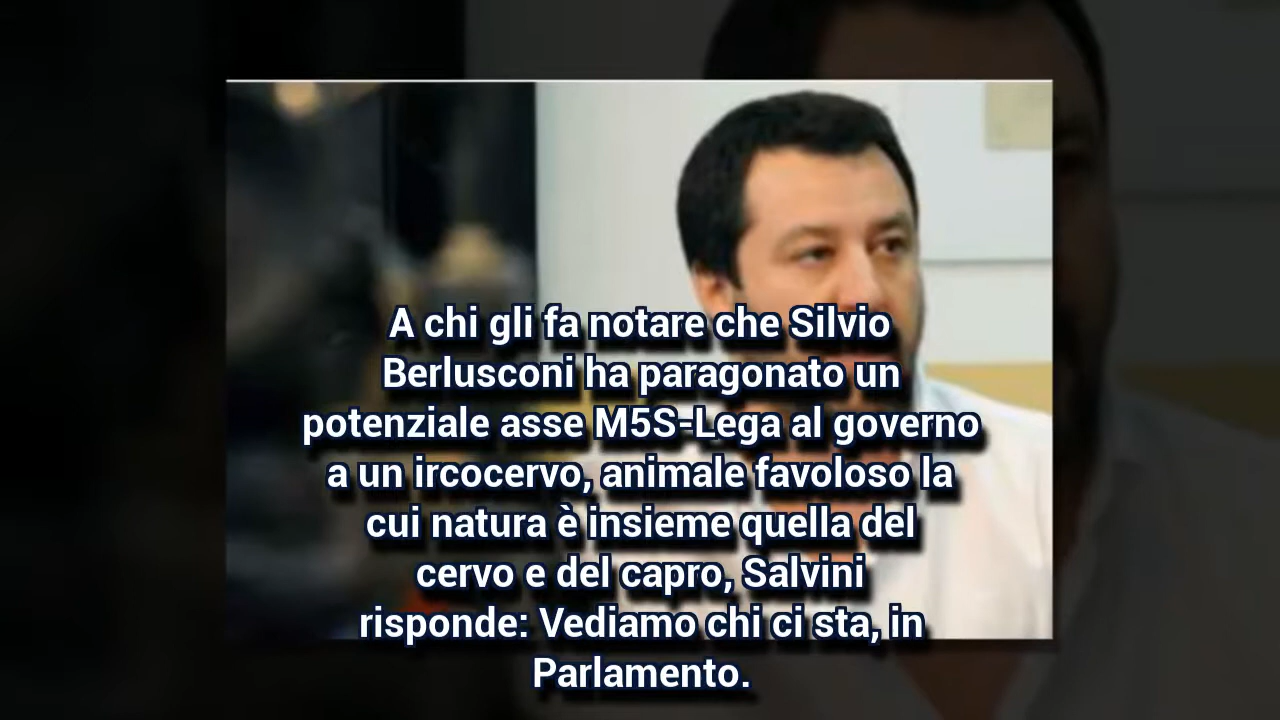 A chi gli fa notare che Silvio
Berlusconi ha paragonato un
potenziale asse M5S-Lega al governo
a un ircocervo, animale favoloso la
cui natura è insieme quella del
cervo e del capro, Salvini
risponde: Vediamo chi ci sta, in
Parlamento.